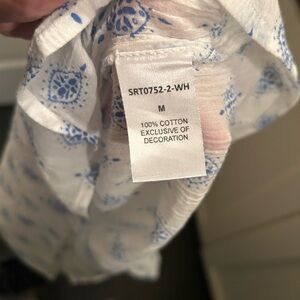 SRT0752-2-WH
M
100% COTTON
EXCLUSIVE OF
DECORATION